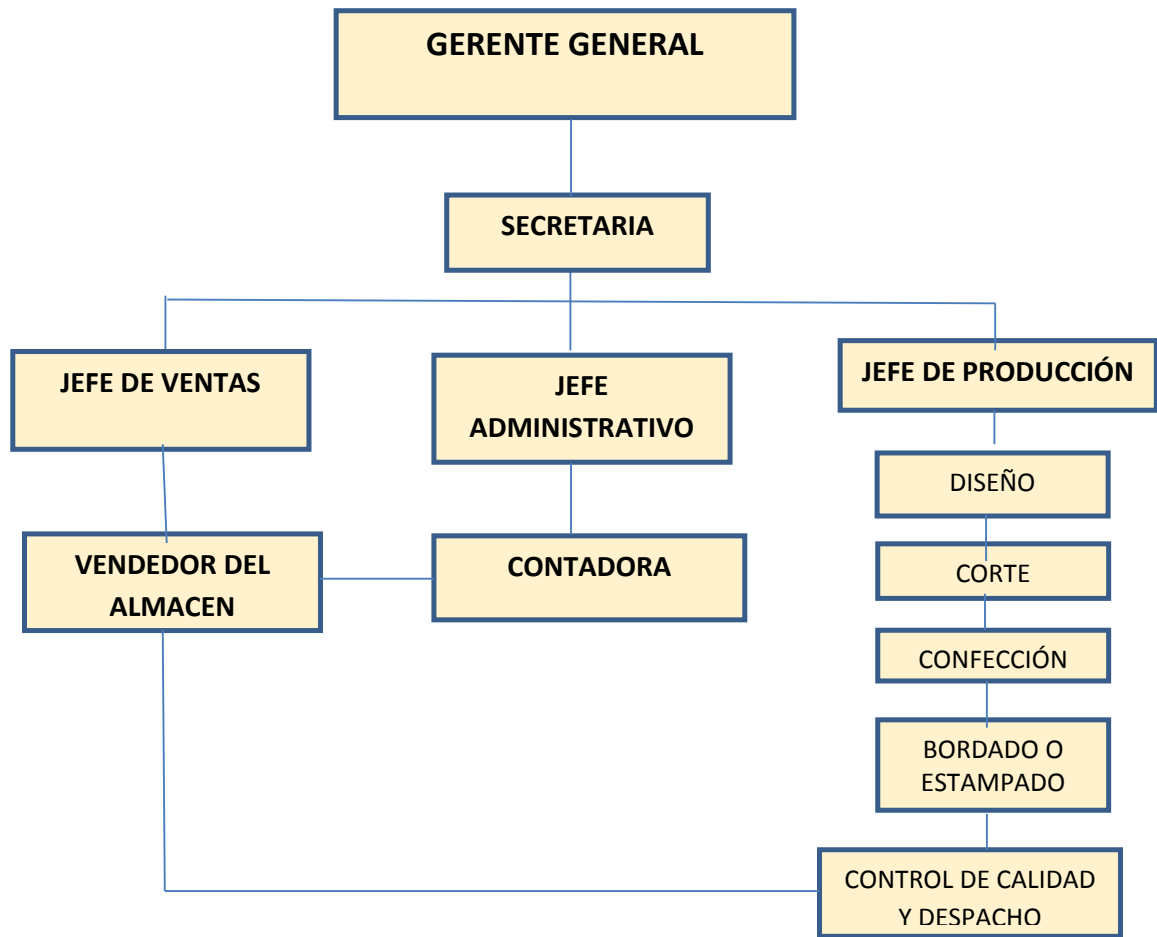 GERENTE GENERAL
SECRETARIA
JEFE DE VENTAS
JEFE
ADMINISTRATIVO
JEFE DE PRODUCCIÓN
DISEÑO
VENDEDOR DEL
ALMACEN
CONTADORA
CORTE
CONFECCIÓN
BORDADO O
ESTAMPADO
CONTROL DE CALIDAD
Y DESPACHO